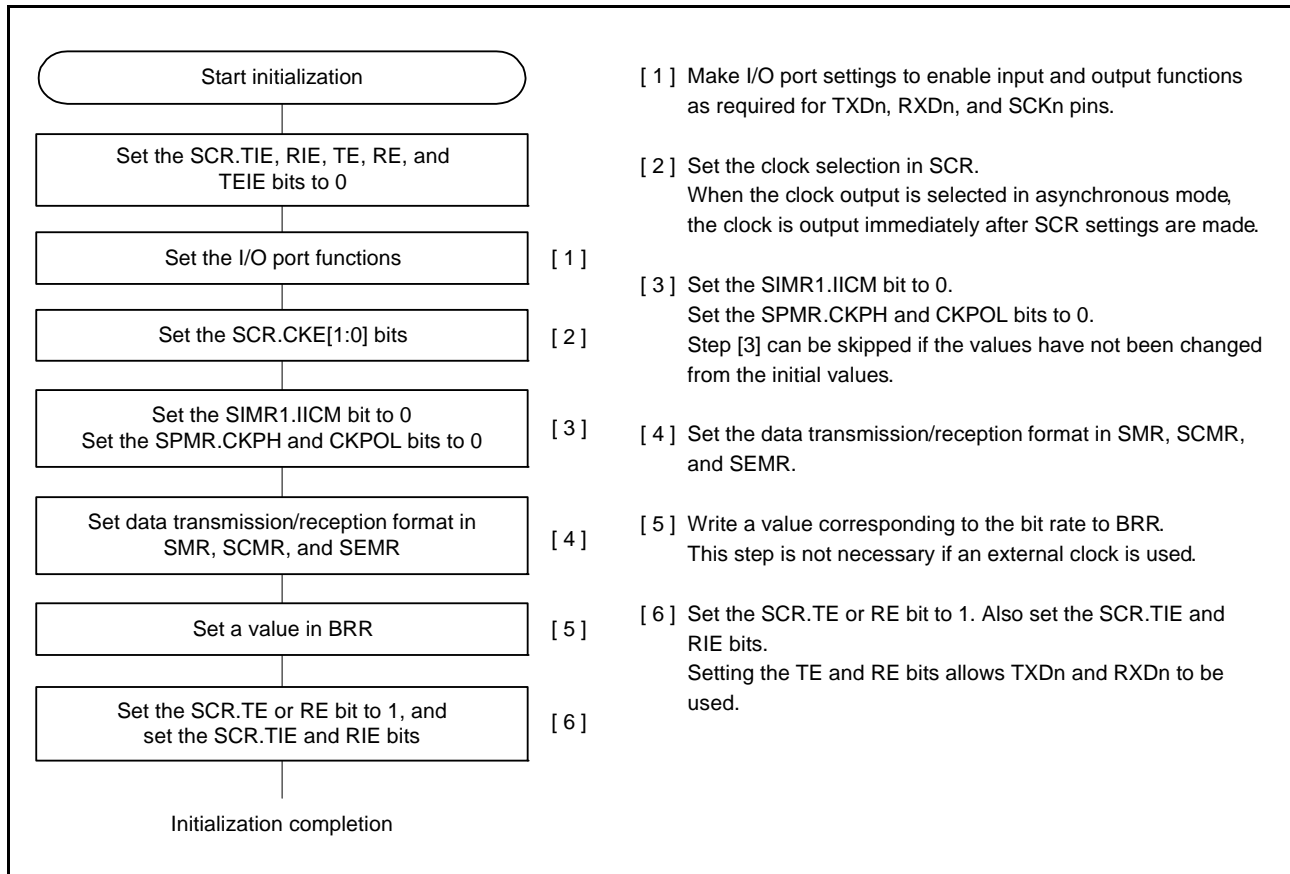 Start initialization
Set the SCR.TIE, RIE, TE, RE, and
TEIE bits to 0
Set the I/O port functions
[ 1 ]
Set the SCR.CKE[1:0] bits
[ 2 ]
Set the SIMR1.IICM bit to 0
Set the SPMR.CKPH and CKPOL bits to 0
[ 3 ]
Set data transmission/reception format in
SMR, SCMR, and SEMR
[ 4 ]
Set a value in BRR
[ 5 ]
Set the SCR.TE or RE bit to 1, and
set the SCR.TIE and RIE bits
[ 6 ]
Initialization completion
[ 1 ] Make I/O port settings to enable input and output functions
as required for TXDn, RXDn, and SCKn pins.
[ 2 ] Set the clock selection in SCR.
When the clock output is selected in asynchronous mode,
the clock is output immediately after SCR settings are made.
[ 3 ] Set the SIMR1.IICM bit to 0.
Set the SPMR.CKPH and CKPOL bits to 0.
Step [3] can be skipped if the values have not been changed
from the initial values.
[ 4 ] Set the data transmission/reception format in SMR, SCMR,
and SEMR.
[ 5 ] Write a value corresponding to the bit rate to BRR.
This step is not necessary if an external clock is used.
[ 6 ] Set the SCR.TE or RE bit to 1. Also set the SCR.TIE and
RIE bits.
Setting the TE and RE bits allows TXDn and RXDn to be
used.